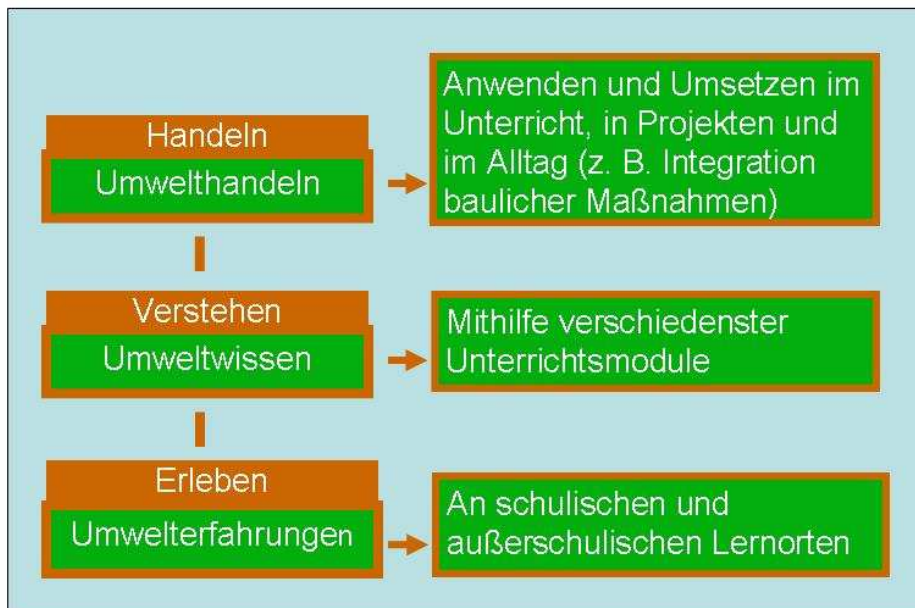 Handeln
Umwelthandeln
Anwenden und Umsetzen im
Unterricht, in Projekten und
im Alltag (z. B. Integration
baulicher Maßnahmen)
Verstehen
Umweltwissen
Mithilfe verschiedenster
Unterrichtsmodule
Erleben
Umwelterfahrungen
An schulischen und
außerschulischen Lernorten